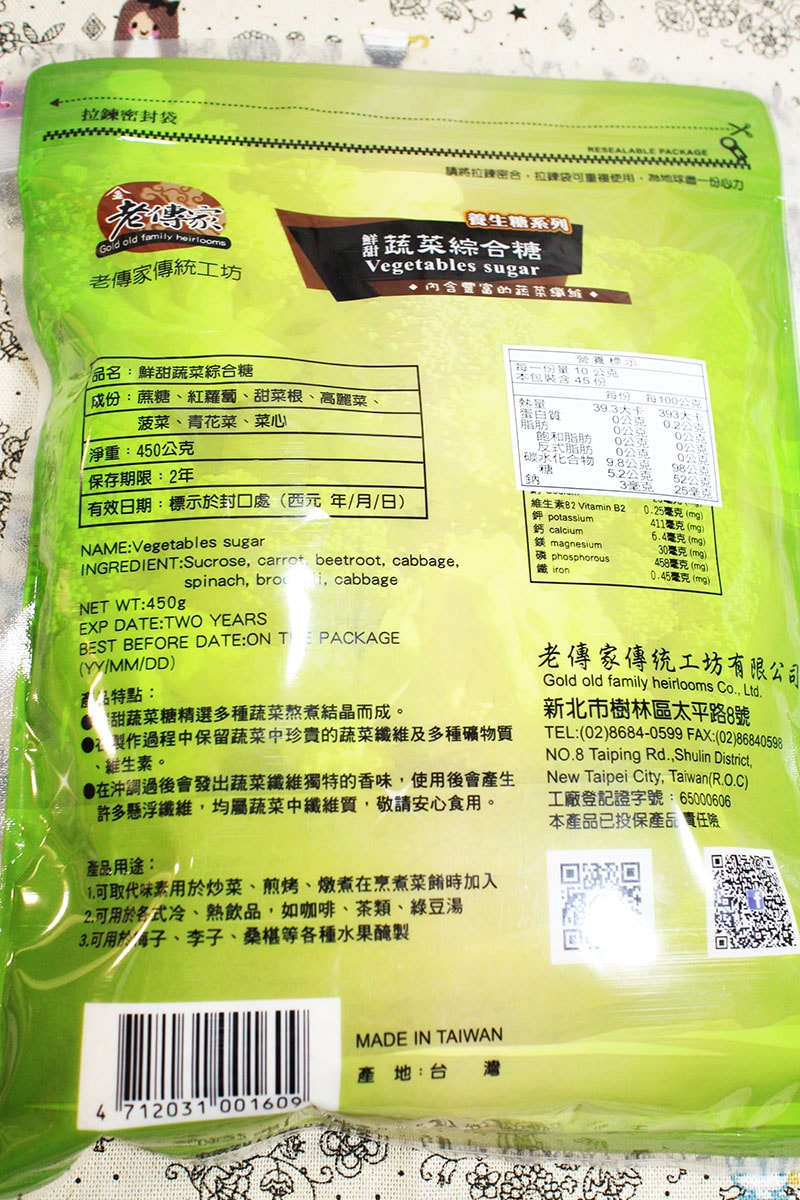 拉鍊密封袋
RESEALABLE PACKAGE
請將拉鍊密合，拉鍊袋可重複使用，為地球盡一份心力
金
老傳家
Gold old family heirlooms
老傳家傳統工坊
養生糖系列
鮮甜 蔬菜綜合糖
Vegetables sugar
◆內含豐富的蔬菜纖維◆
品名：鮮甜蔬菜綜合糖
成份：蔗糖、紅蘿蔔、甜菜根、高麗菜、
菠菜、青花菜、菜心
淨重：450公克
保存期限：2年
有效日期：標示於封口處（西元 年/月/日）
營養標示
每一份量 10 公克
本包裝含 45 份
每份 每100公克
熱量 39.3大卡 393大卡
蛋白質 0公克 0.2公克
脂肪 0公克 0公克
飽和脂肪 0公克 0公克
反式脂肪 0公克 0公克
碳水化合物 9.8公克 98公克
糖 5.2公克 52公克
鈉 3毫克 25毫克
維生素B2 Vitamin B2 0.25毫克 (mg)
鉀 potassium 411毫克 (mg)
鈣 calcium 6.4毫克 (mg)
鎂 magnesium 30毫克 (mg)
磷 phosphorous 458毫克 (mg)
鐵 iron 0.45毫克 (mg)
NAME:Vegetables sugar
INGREDIENT:Sucrose, carrot, beetroot, cabbage,
spinach, bro i, cabbage
NET WT:450g
EXP DATE:TWO YEARS
BEST BEFORE DATE:ON THE PACKAGE
(YY/MM/DD)
產品特點：
●鮮甜蔬菜糖精選多種蔬菜熬煮結晶而成。
●在製作過程中保留蔬菜中珍貴的蔬菜纖維及多種礦物質
、維生素。
●在沖調過後會發出蔬菜纖維獨特的香味，使用後會產生
許多懸浮纖維，均屬蔬菜中纖維質，敬請安心食用。
產品用途：
1.可取代味素用於炒菜、煎烤、燉煮在烹煮菜餚時加入
2.可用於各式冷、熱飲品，如咖啡、茶類、綠豆湯
3.可用於梅子、李子、桑椹等各種水果醃製
老傳家傳統工坊有限公司
Gold old family heirlooms Co., Ltd.
新北市樹林區太平路8號
TEL:(02)8684-0599 FAX:(02)86840598
NO.8 Taiping Rd.,Shulin District,
New Taipei City, Taiwan(R.O.C)
工廠登記證字號：65000606
本產品已投保產品責任險
MADE IN TAIWAN
產 地：台 灣
4 712031 001609